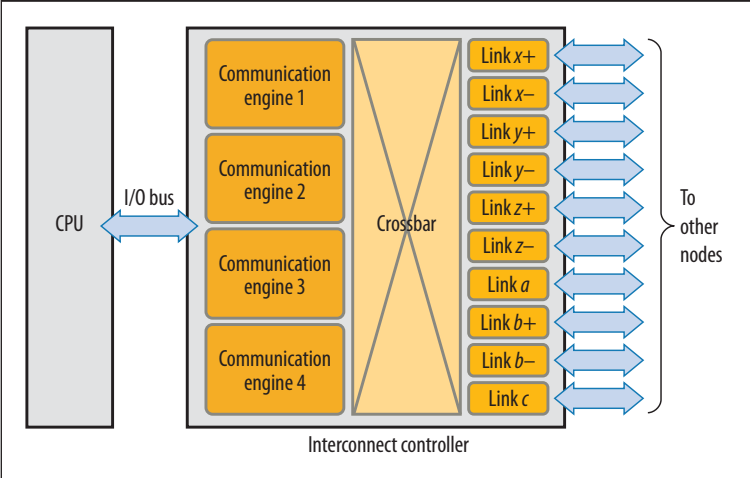 CPU
I/O bus
Communication
engine 1
Communication
engine 2
Communication
engine 3
Communication
engine 4
Crossbar
Link x+
Link x–
Link y+
Link y–
Link z+
Link z–
Link a
Link b+
Link b–
Link c
To
other
nodes
Interconnect controller